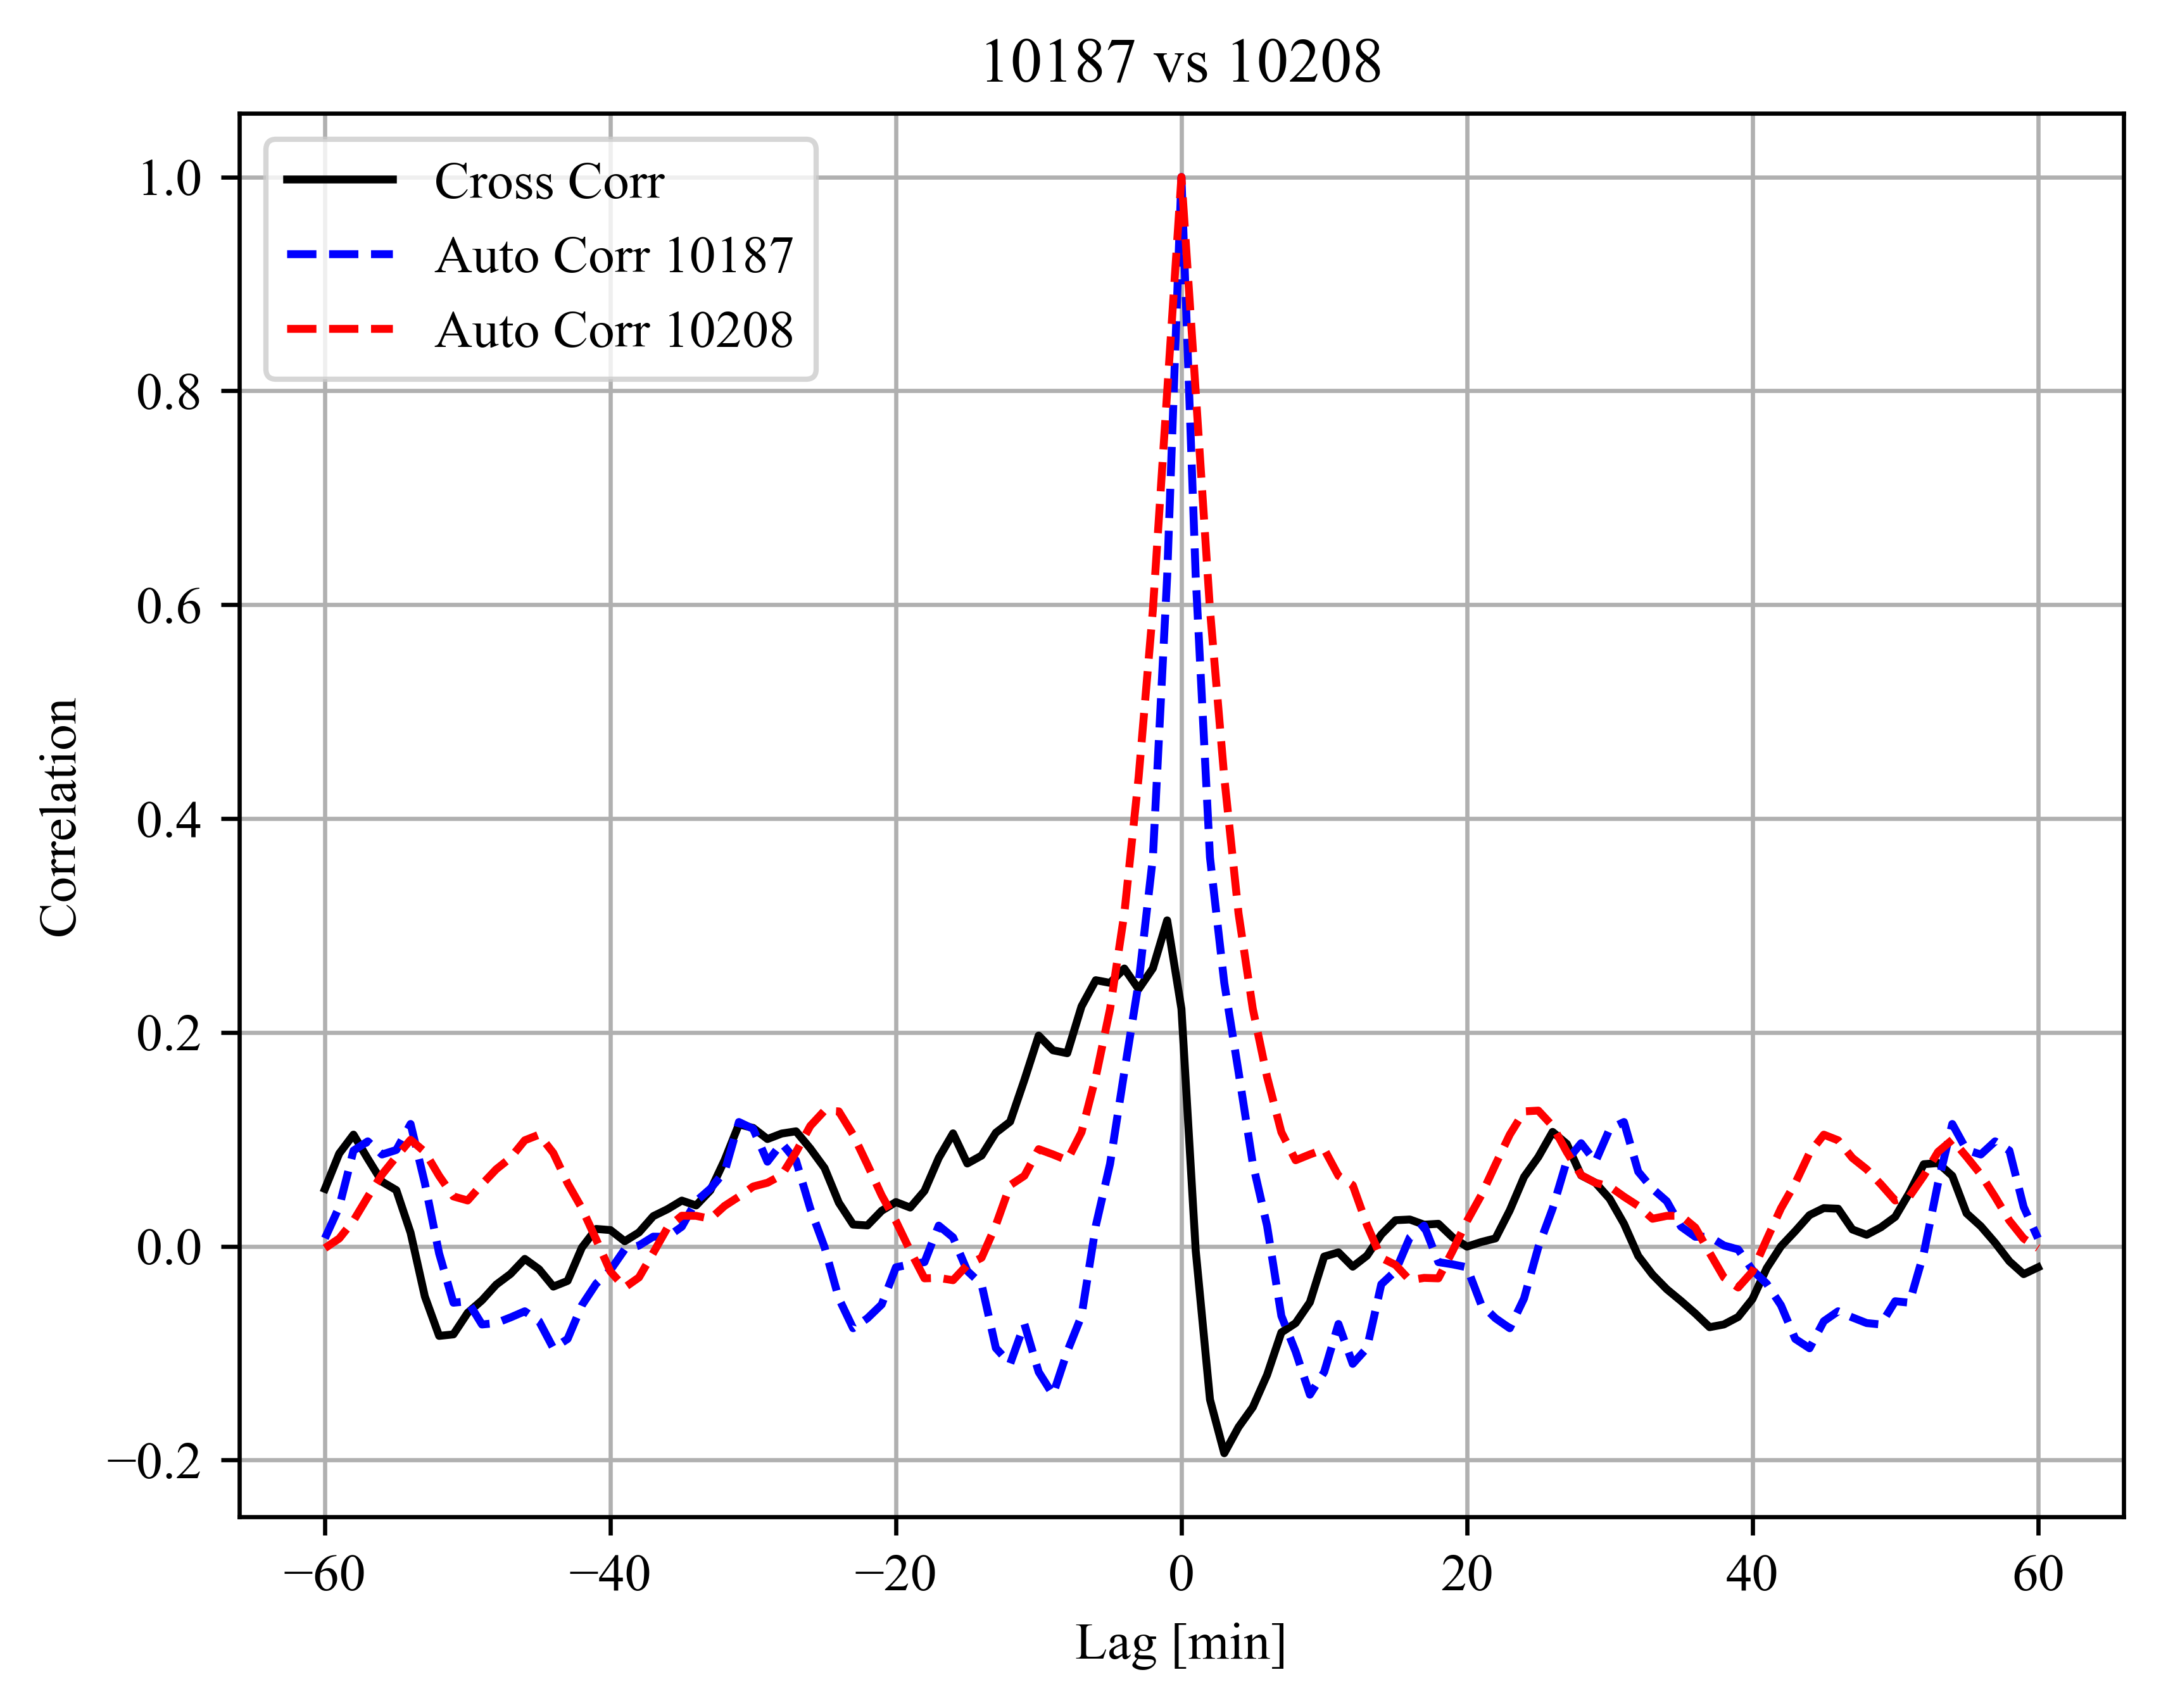 10187 vs 10208
Cross Corr
Auto Corr 10187
Auto Corr 10208
1.0
0.8
0.6
0.4
0.2
0.0
−0.2
Correlation
−60 −40 −20 0 20 40 60
Lag [min]